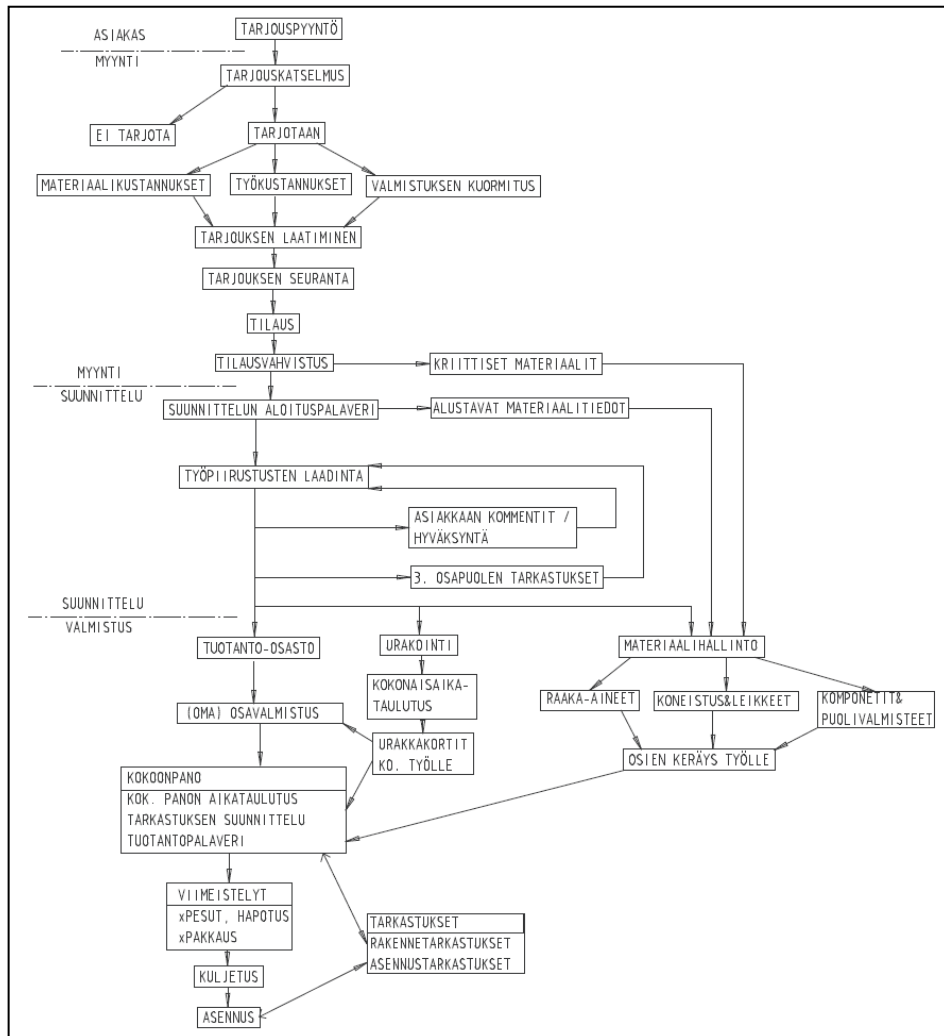 TARJOUSPYYNTÖ
ASIAKAS
MYYNTI
TARJOUSKATSELMUS
EI TARJOTA
TARJOTAAN
MATERIAALIKUSTANNUKSET
TYÖKUSTANNUKSET
VALMISTUKSEN KUORMITUS
TARJOUKSEN LAATIMINEN
TARJOUKSEN SEURANTA
TILAUS
TILAUSVAHVISTUS
KRIITTISET MATERIAALIT
MYYNTI
SUUNNITTELU
SUUNNITTELUN ALOITUSPALAVERI
ALUSTAVAT MATERIAALITIEDOT
TYÖPIIRUSTUSTEN LAADINTA
ASIAKKAAN KOMMENTIT /
HYVÄKSYNTÄ
3. OSAPUOLEN TARKASTUKSET
SUUNNITTELU
VALMISTUS
TUOTANTO-OSASTO
URAKOINTI
MATERIAALIHALLINTO
KOKONAISAIKA-
TAULUTUS
RAAKA-AINEET
KONEISTUS&LEIKKEET
KOMPONETIT&
PUOLIVALMISTEET
(OMA) OSAVALMISTUS
URAKKAKORTIT
KO. TYÖLLE
OSIEN KERÄYS TYÖLLE
KOKOONPANO
KOK. PANON AIKATAULUTUS
TARKASTUKSEN SUUNNITTELU
TUOTANTOPALAVERI
VIIMEISTELYT
xPESUT, HAPOTUS
xPAKKAUS
TARKASTUKSET
RAKENNETARKASTUKSET
ASENNUSTARKASTUKSET
KULJETUS
ASENNUS